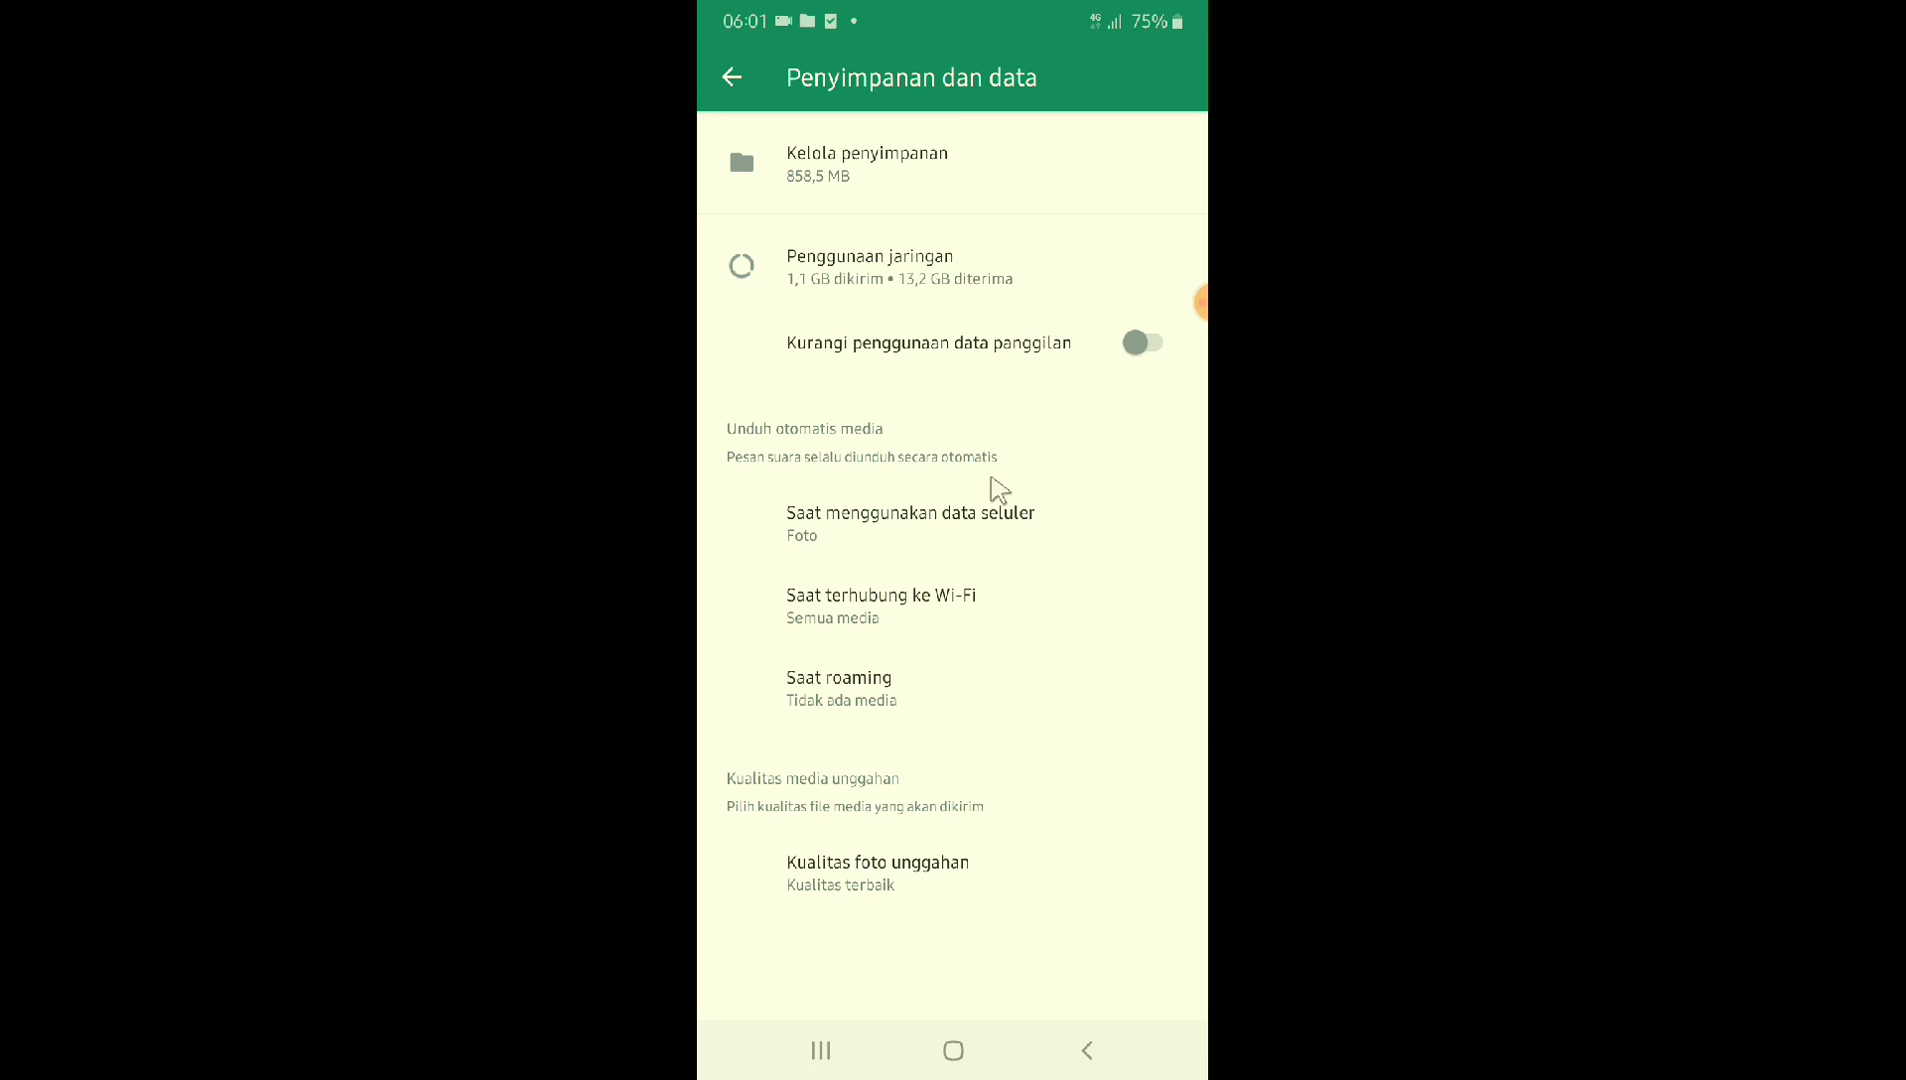 06:01
4G
75%
Penyimpanan dan data
Kelola penyimpanan
858,5 MB
Penggunaan jaringan
1,1 GB dikirim • 13,2 GB diterima
Kurangi penggunaan data panggilan
Unduh otomatis media
Pesan suara selalu diunduh secara otomatis
Saat menggunakan data seluler
Foto
Saat terhubung ke Wi-Fi
Semua media
Saat roaming
Tidak ada media
Kualitas media unggahan
Pilih kualitas file media yang akan dikirim
Kualitas foto unggahan
Kualitas terbaik